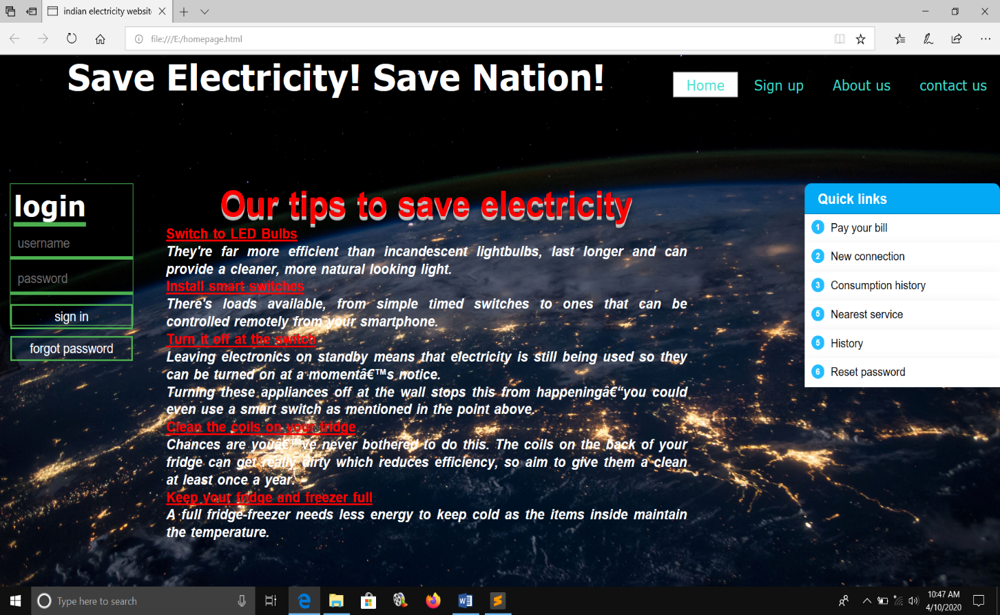 indian electricity websit
file:///E:/homepage.html
Save Electricity! Save Nation!
Home
Sign up
About us
contact us
login
username
password
sign in
forgot password
Our tips to save electricity
Switch to LED Bulbs
They're far more efficient than incandescent lightbulbs, last longer and can
provide a cleaner, more natural looking light.
Install smart switches
There's loads available, from simple timed switches to ones that can be
controlled remotely from your smartphone.
Turn it off at the switch
Leaving electronics on standby means that electricity is still being used so they
can be turned on at a momentâ€™s notice.
Turning these appliances off at the wall stops this from happeningâ€“you could
even use a smart switch as mentioned in the point above.
Clean the coils on your fridge
Chances are youâ€™ve never bothered to do this. The coils on the back of your
fridge can get really dirty which reduces efficiency, so aim to give them a clean
at least once a year.
Keep your fridge and freezer full
A full fridge-freezer needs less energy to keep cold as the items inside maintain
the temperature.
Quick links
1 Pay your bill
2 New connection
3 Consumption history
5 Nearest service
5 History
6 Reset password
Type here to search
10:47 AM
4/10/2020